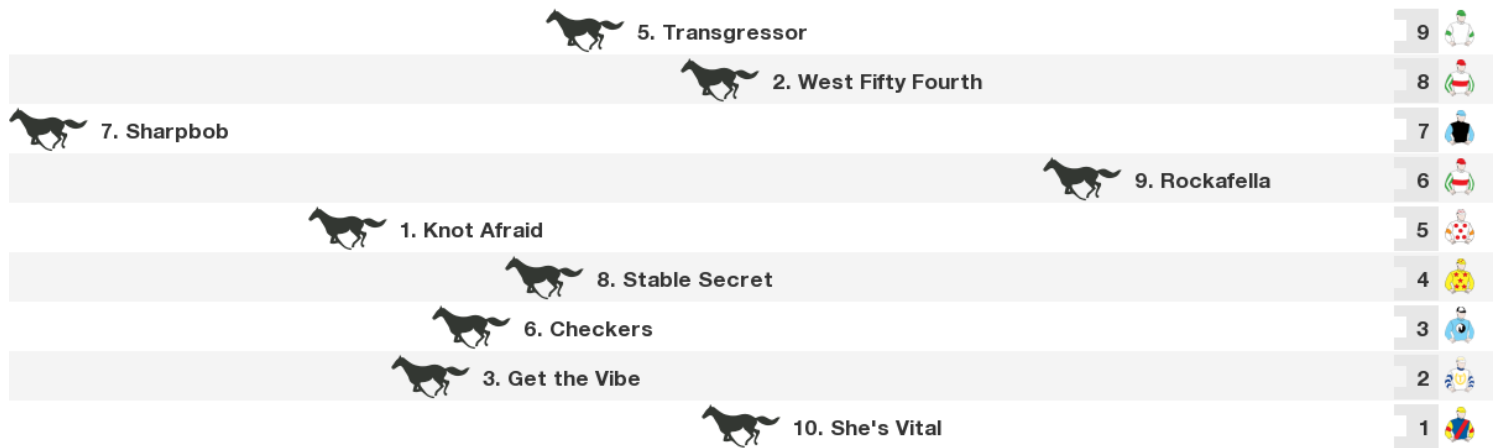 5. Transgressor 9
2. West Fifty Fourth 8
7. Sharpbob 7
9. Rockafella 6
1. Knot Afraid 5
8. Stable Secret 4
6. Checkers 3
3. Get the Vibe 2
10. She's Vital 1